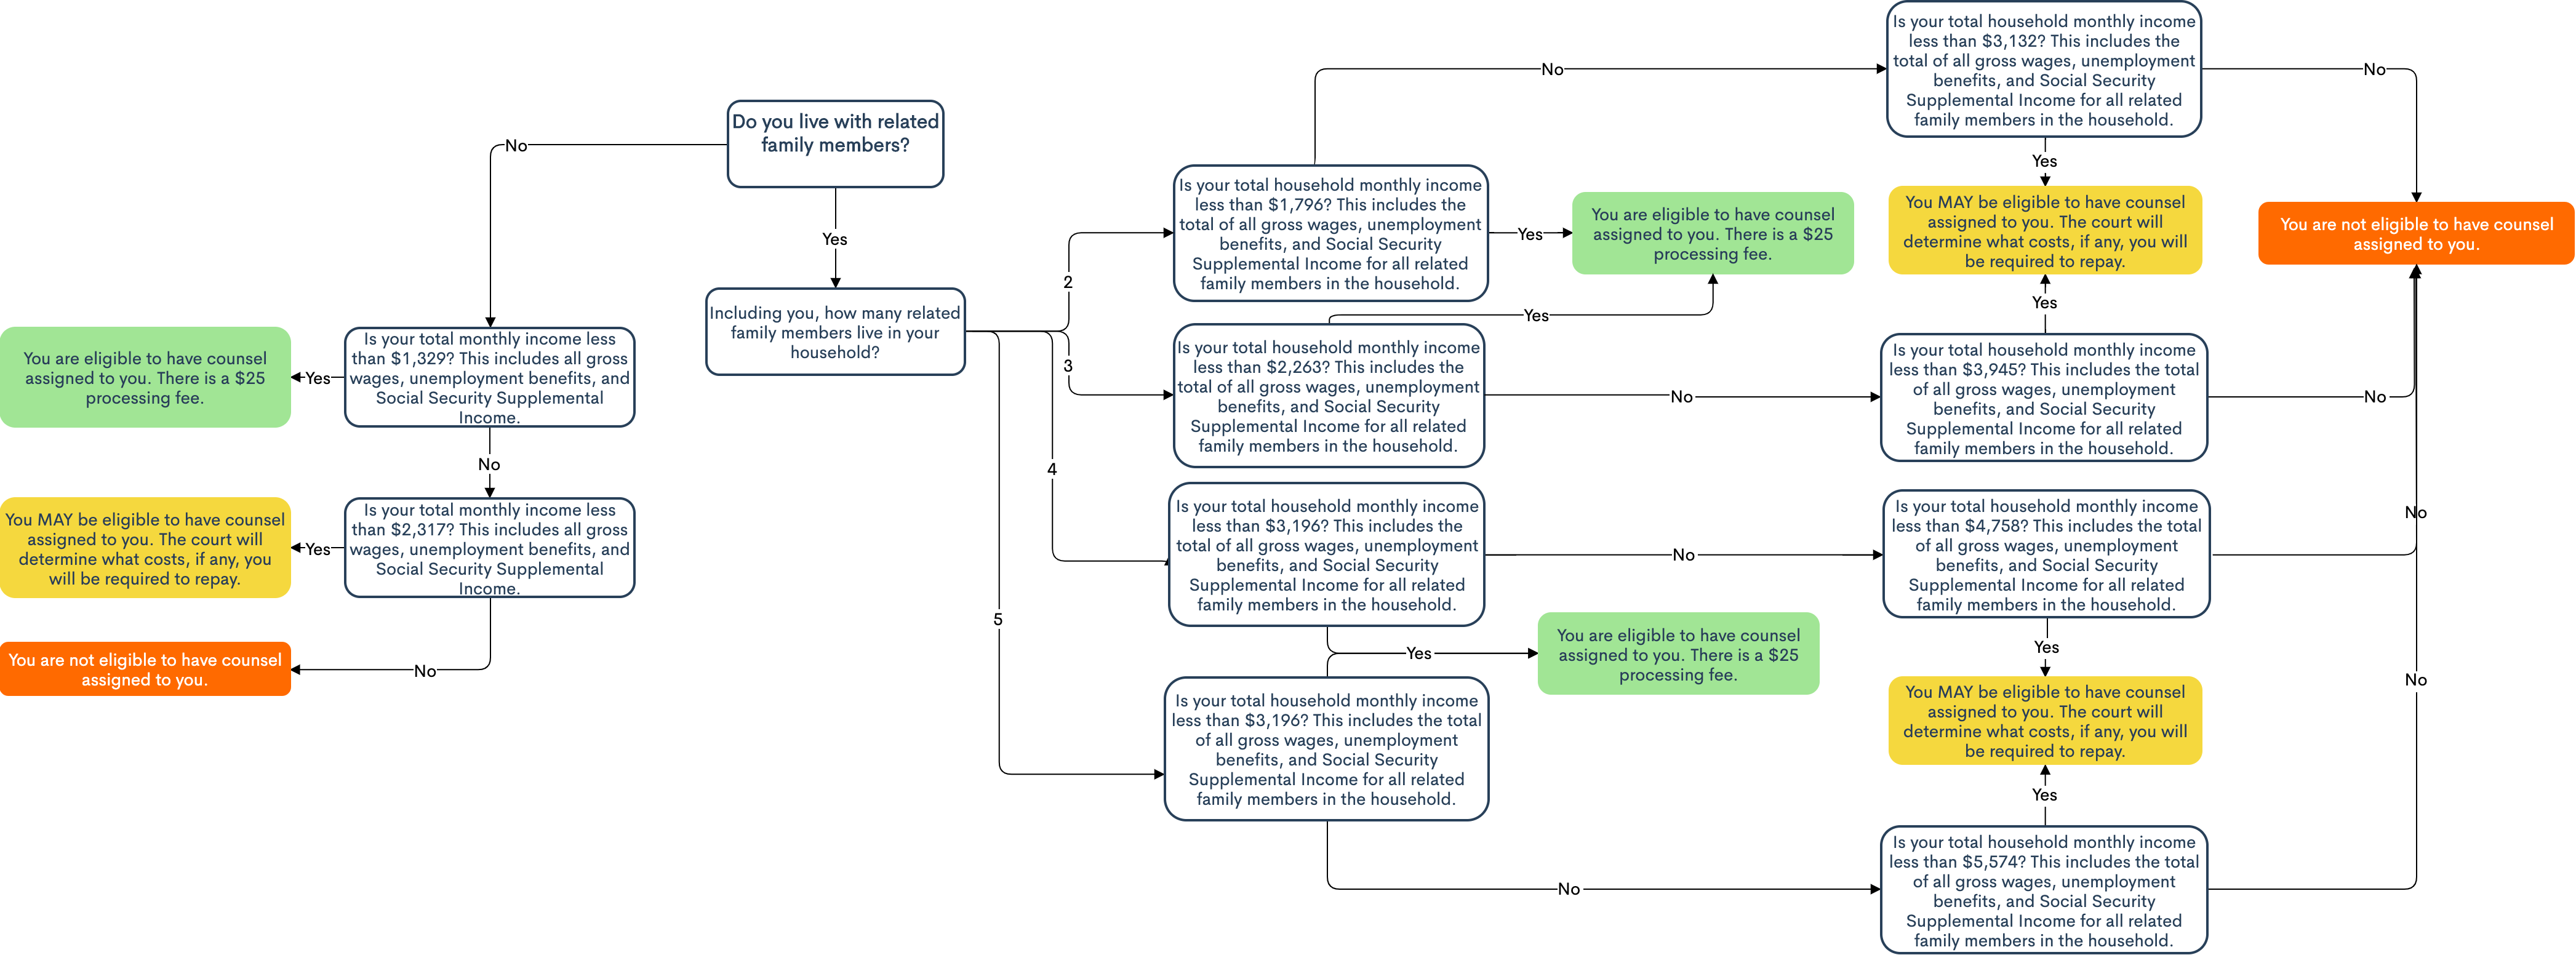 Do you live with related
family members?
No
Yes
Is your total monthly income less
than $1,329? This includes all gross
wages, unemployment benefits, and
Social Security Supplemental
Income.
Yes
You are eligible to have counsel
assigned to you. There is a $25
processing fee.
No
Is your total monthly income less
than $2,317? This includes all gross
wages, unemployment benefits, and
Social Security Supplemental
Income.
Yes
You MAY be eligible to have counsel
assigned to you. The court will
determine what costs, if any, you
will be required to repay.
No
You are not eligible to have counsel
assigned to you.
Including you, how many related
family members live in your
household?
2
3
4
5
Is your total household monthly income
less than $1,796? This includes the
total of all gross wages, unemployment
benefits, and Social Security
Supplemental Income for all related
family members in the household.
Yes
You are eligible to have counsel
assigned to you. There is a $25
processing fee.
No
Is your total household monthly income
less than $3,132? This includes the
total of all gross wages, unemployment
benefits, and Social Security
Supplemental Income for all related
family members in the household.
No
Yes
You MAY be eligible to have counsel
assigned to you. The court will
determine what costs, if any, you will
be required to repay.
You are not eligible to have counsel
assigned to you.
Is your total household monthly income
less than $2,263? This includes the
total of all gross wages, unemployment
benefits, and Social Security
Supplemental Income for all related
family members in the household.
Yes
No
Is your total household monthly income
less than $3,945? This includes the total
of all gross wages, unemployment
benefits, and Social Security
Supplemental Income for all related
family members in the household.
Yes
No
Is your total household monthly income
less than $3,196? This includes the
total of all gross wages, unemployment
benefits, and Social Security
Supplemental Income for all related
family members in the household.
No
Is your total household monthly income
less than $4,758? This includes the total
of all gross wages, unemployment
benefits, and Social Security
Supplemental Income for all related
family members in the household.
No
Yes
Yes
You are eligible to have counsel
assigned to you. There is a $25
processing fee.
You MAY be eligible to have counsel
assigned to you. The court will
determine what costs, if any, you will
be required to repay.
Is your total household monthly income
less than $3,196? This includes the total
of all gross wages, unemployment
benefits, and Social Security
Supplemental Income for all related
family members in the household.
No
Yes
Is your total household monthly income
less than $5,574? This includes the total
of all gross wages, unemployment
benefits, and Social Security
Supplemental Income for all related
family members in the household.
No